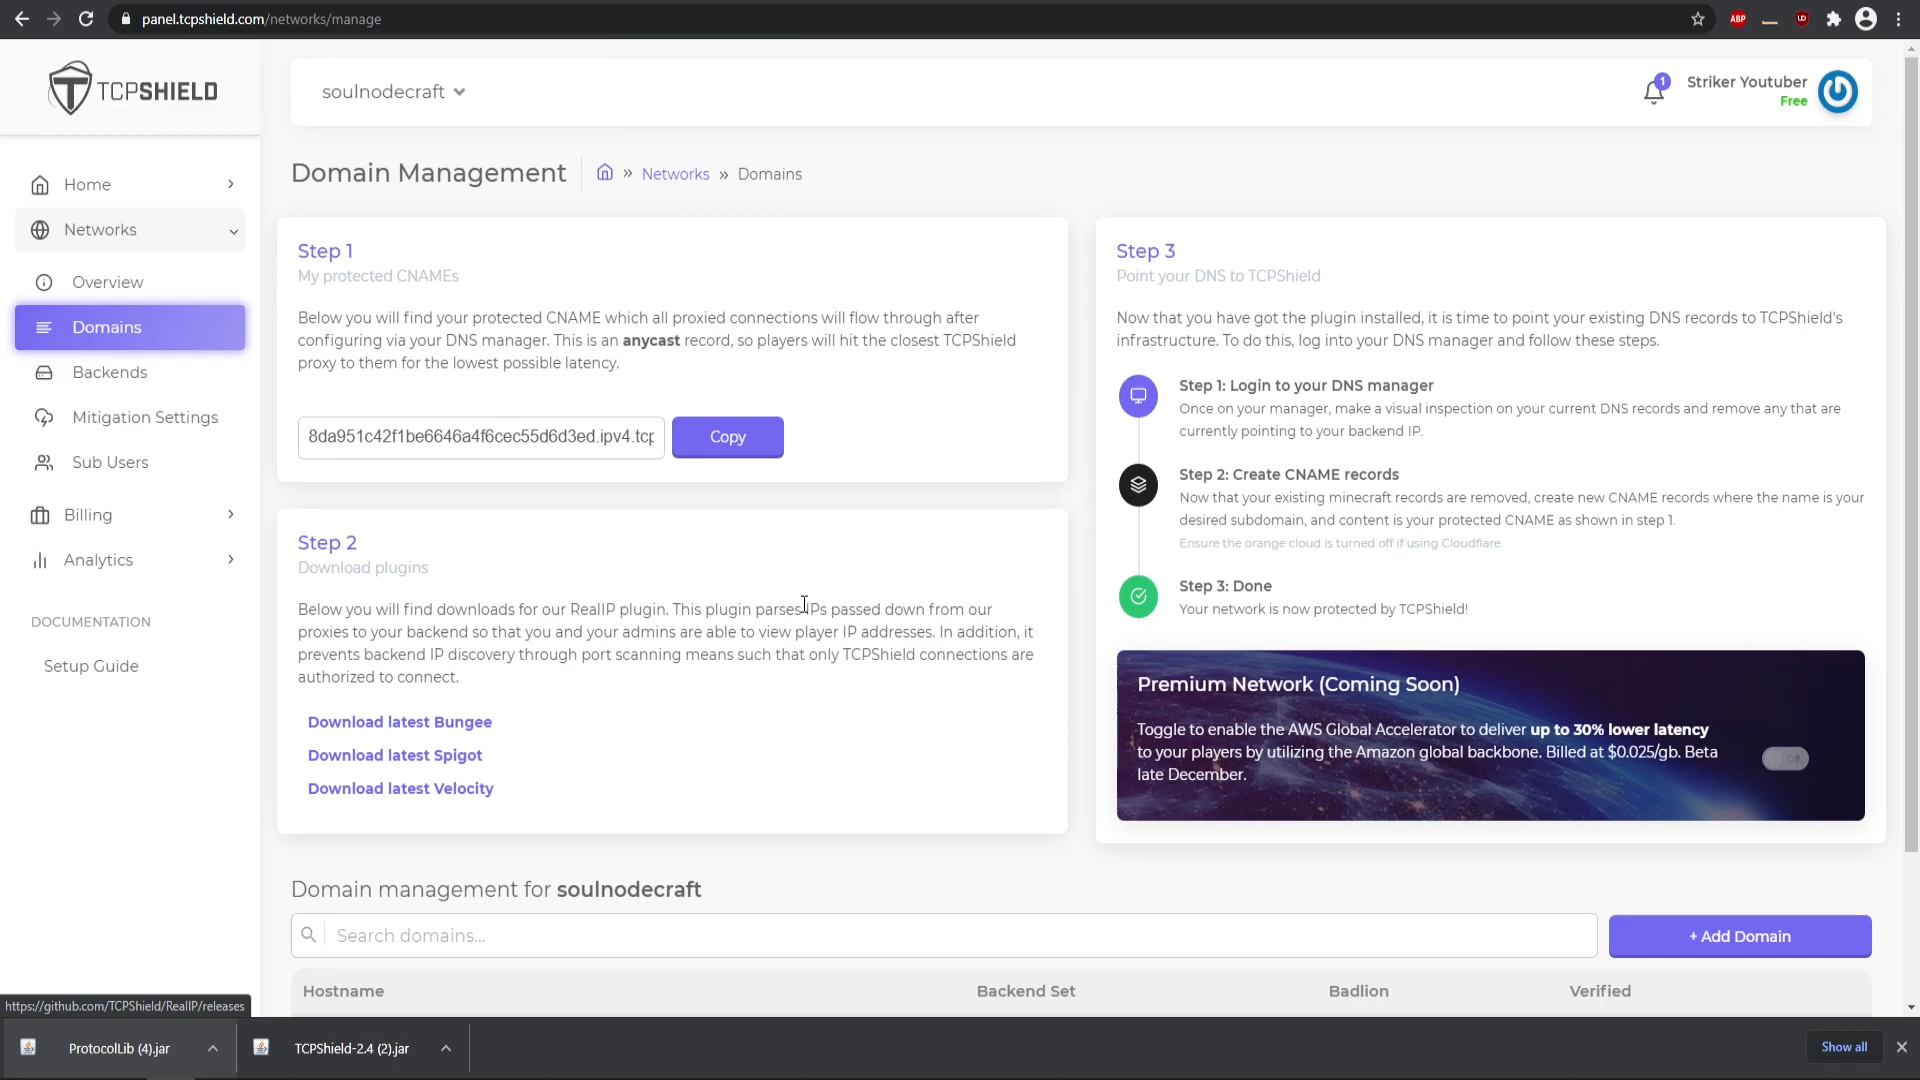 panel.tcpshield.com/networks/manage
ABP
TCPSHIELD
soulnodecraft
1
Striker Youtuber
Free
Home
Networks
Overview
Domains
Backends
Mitigation Settings
Sub Users
Billing
Analytics
DOCUMENTATION
Setup Guide
Domain Management
» Networks » Domains
Step 1
My protected CNAMEs
Below you will find your protected CNAME which all proxied connections will flow through after
configuring via your DNS manager. This is an anycast record, so players will hit the closest TCPShield
proxy to them for the lowest possible latency.
8da951c42f1be6646a4f6cec55d6d3ed.ipv4.tcp
Copy
Step 2
Download plugins
Below you will find downloads for our RealIP plugin. This plugin parses IPs passed down from our
proxies to your backend so that you and your admins are able to view player IP addresses. In addition, it
prevents backend IP discovery through port scanning means such that only TCPShield connections are
authorized to connect.
Download latest Bungee
Download latest Spigot
Download latest Velocity
Step 3
Point your DNS to TCPShield
Now that you have got the plugin installed, it is time to point your existing DNS records to TCPShield's
infrastructure. To do this, log into your DNS manager and follow these steps.
Step 1: Login to your DNS manager
Once on your manager, make a visual inspection on your current DNS records and remove any that are
currently pointing to your backend IP.
Step 2: Create CNAME records
Now that your existing minecraft records are removed, create new CNAME records where the name is your
desired subdomain, and content is your protected CNAME as shown in step 1.
Ensure the orange cloud is turned off if using Cloudflare.
Step 3: Done
Your network is now protected by TCPShield!
Premium Network (Coming Soon)
Toggle to enable the AWS Global Accelerator to deliver up to 30% lower latency
to your players by utilizing the Amazon global backbone. Billed at $0.025/gb. Beta
late December.
Off
Domain management for soulnodecraft
Search domains...
+ Add Domain
Hostname
Backend Set
Badlion
Verified
https://github.com/TCPShield/RealIP/releases
ProtocolLib (4).jar
TCPShield-2.4 (2).jar
Show all